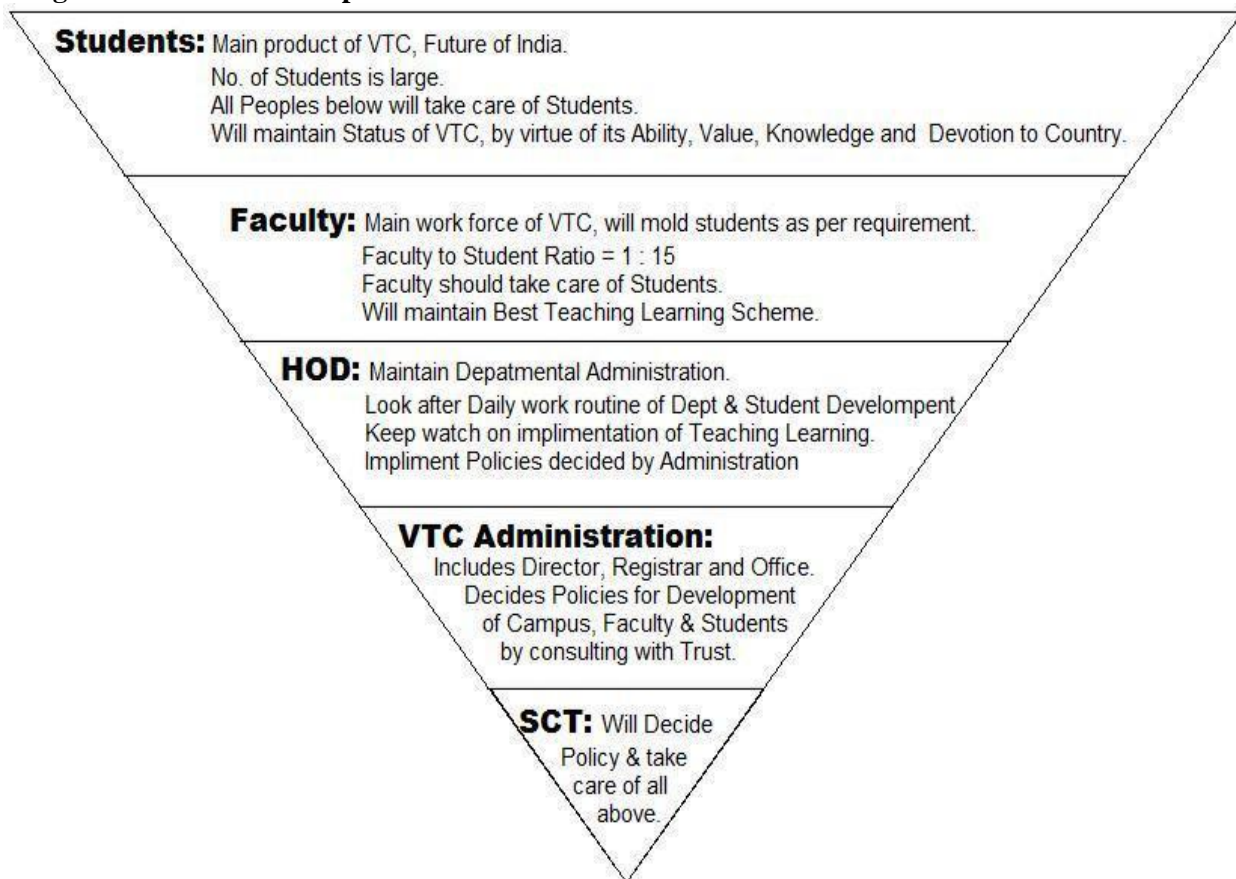 Students: Main product of VTC, Future of India.
No. of Students is large.
All Peoples below will take care of Students.
Will maintain Status of VTC, by virtue of its Ability, Value, Knowledge and Devotion to Country.
Faculty: Main work force of VTC, will mold students as per requirement.
Faculty to Student Ratio = 1 : 15
Faculty should take care of Students.
Will maintain Best Teaching Learning Scheme.
HOD: Maintain Depatmental Administration.
Look after Daily work routine of Dept & Student Develompent
Keep watch on implimentation of Teaching Learning.
Impliment Policies decided by Administration
VTC Administration:
Includes Director, Registrar and Office.
Decides Policies for Development
of Campus, Faculty & Students
by consulting with Trust.
SCT: Will Decide
Policy & take
care of all
above.